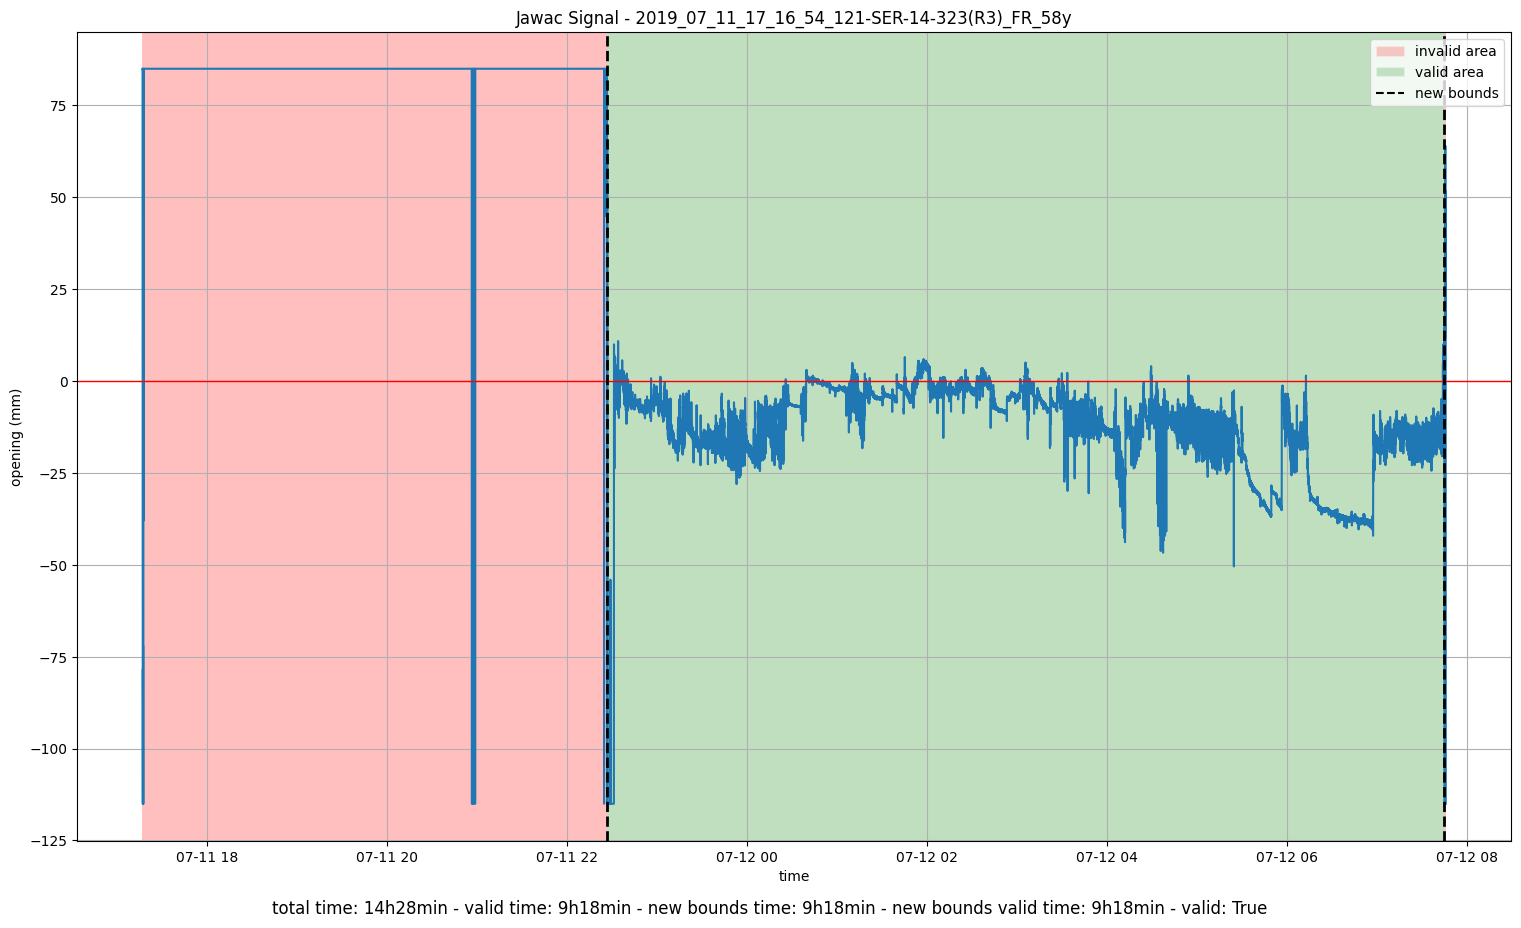 Jawac Signal - 2019_07_11_17_16_54_121-SER-14-323(R3)_FR_58y
invalid area
valid area
new bounds
opening (mm)
75
50
25
0
−25
−50
−75
−100
−125
07-11 18
07-11 20
07-11 22
07-12 00
07-12 02
07-12 04
07-12 06
07-12 08
time
total time: 14h28min - valid time: 9h18min - new bounds time: 9h18min - new bounds valid time: 9h18min - valid: True